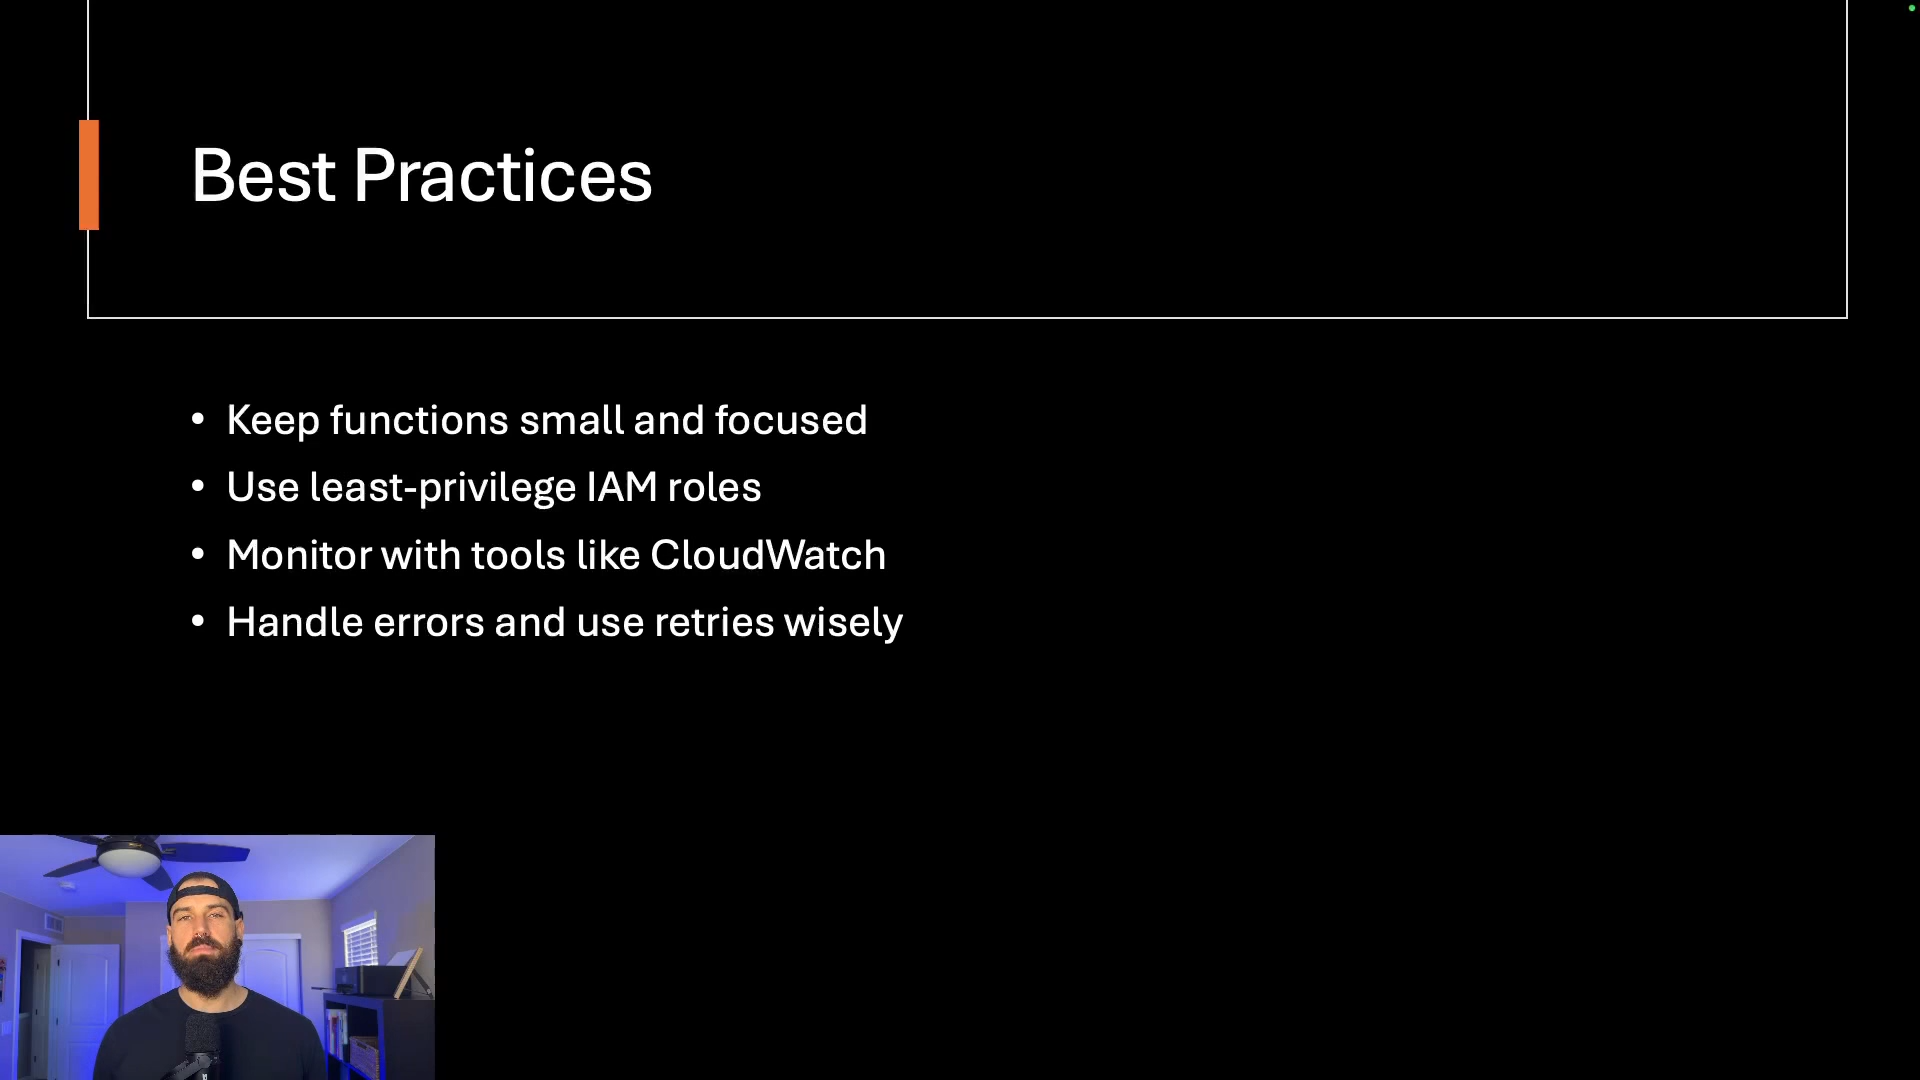 Best Practices
• Keep functions small and focused
• Use least-privilege IAM roles
• Monitor with tools like CloudWatch
• Handle errors and use retries wisely